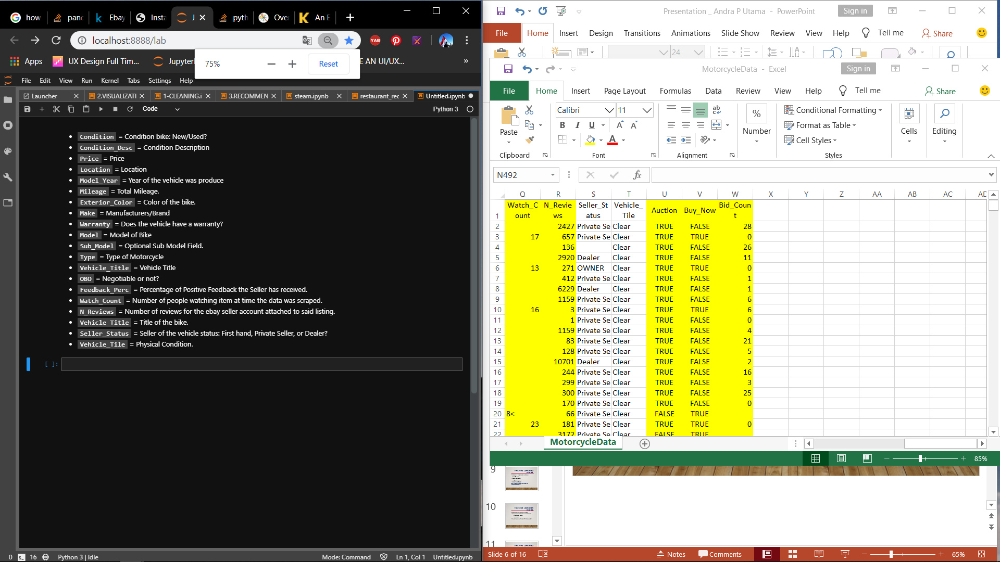 how
panc
Ebay
Insta
J
pyth
Over
An E
localhost:8888/lab
YAB
Apps
UX Design Full Tim...
Jupyter
E AN UI/UX...
75%
Reset
File Edit View Run Kernel Tabs Settings Help
Launcher
2.VISUALIZATI
1-CLEANING.i
3.RECOMMEN
steam.ipynb
restaurant_rec
Untitled.ipynb
Code
Python 3
Condition = Condition bike: New/Used?
Condition_Desc = Condition Description
Price = Price
Location = Location
Model_Year = Year of the vehicle was produce
Mileage = Total Mileage.
Exterior_Color = Color of the bike.
Make = Manufacturers/Brand
Warranty = Does the vehicle have a warranty?
Model = Model of Bike
Sub_Model = Optional Sub Model Field.
Type = Type of Motorcycle
Vehicle_Title = Vehicle Title
OBO = Negotiable or not?
Feedback_Perc = Percentage of Positive Feedback the Seller has received.
Watch_Count = Number of people watching item at time the data was scraped.
N_Reviews = Number of reviews for the ebay seller account attached to said listing.
Vehicle Title = Title of the bike.
Seller_Status = Seller of the vehicle status: First hand, Private Seller, or Dealer?
Vehicle_Tile = Physical Condition.
[ ]:
0 16 Python 3 | Idle Mode: Command Ln 1, Col 1 Untitled.ipynb
Presentation _ Andra P Utama - PowerPoint Sign in
File Home Insert Design Transitions Animations Slide Show Review View Help Tell me Share
24
MotorcycleData - Excel Sign in
File Home Insert Page Layout Formulas Data Review View Help Tell me Share
Paste
Clipboard
Calibri 11
B I U A A
A
Font
ab
Alignment
%
Number
Conditional Formatting
Format as Table
Cell Styles
Styles
Cells
Editing
N492 fx
Q R S T U V W X Y Z AA AB AC AD
1 Watch_C N_Revie Seller_St Vehicle_ Auction Buy_Now Bid_Coun
ount ws atus Tile t
2 2427 Private Se Clear TRUE FALSE 28
3 17 657 Private Se Clear TRUE TRUE 0
4 136 Clear TRUE FALSE 26
5 2920 Dealer Clear TRUE FALSE 11
6 13 271 OWNER Clear TRUE TRUE 0
7 412 Private Se Clear TRUE FALSE 1
8 6229 Dealer Clear TRUE FALSE 1
9 1159 Private Se Clear TRUE FALSE 6
10 16 3 Private Se Clear TRUE TRUE 6
11 1 Private Se Clear TRUE FALSE 0
12 1159 Private Se Clear TRUE FALSE 4
13 83 Private Se Clear TRUE FALSE 21
14 128 Private Se Clear TRUE FALSE 5
15 10701 Dealer Clear TRUE FALSE 2
16 244 Private Se Clear TRUE FALSE 16
17 299 Private Se Clear TRUE FALSE 3
18 300 Private Se Clear TRUE FALSE 25
19 170 Private Se Clear TRUE FALSE 0
20 8< 66 Private Se Clear FALSE TRUE
21 23 181 Private Se Clear TRUE TRUE 0
22 3172 Private Se Clear FALSE TRUE
MotorcycleData
85%
9
MACHINE LEARNING
10
MACHINE LEARNING
11
Slide 6 of 16 Notes Comments 65%